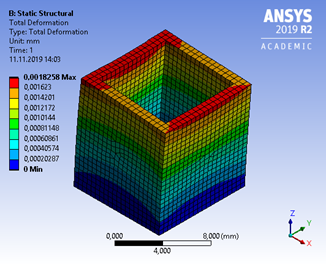 B: Static Structural
Total Deformation
Type: Total Deformation
Unit: mm
Time: 1
11.11.2019 14:03
ANSYS
2019 R2
ACADEMIC
0,0018258 Max
0,001623
0,0014201
0,0012172
0,0010144
0,00081148
0,00060861
0,00040574
0,00020287
0 Min
0,000
8,000 (mm)
4,000
Z
Y
X